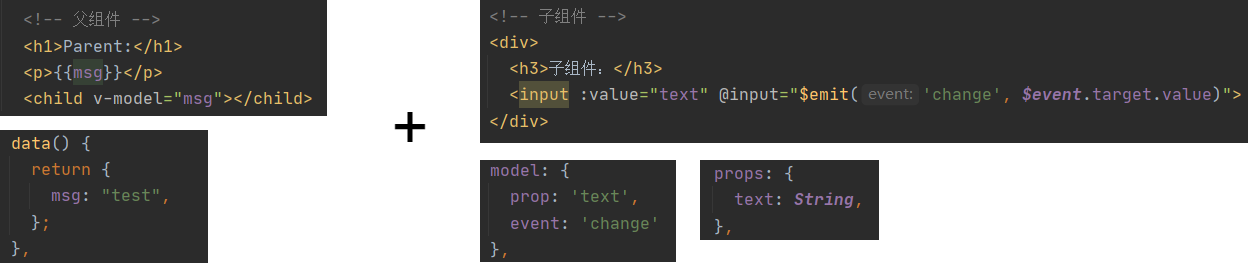 <!-- 父组件 -->
<h1>Parent:</h1>
<p>{{msg}}</p>
<child v-model="msg"></child>
data() {
return {
msg: "test",
};
},
+
<!-- 子组件 -->
<div>
<h3>子组件：</h3>
<input :value="text" @input="$emit( event: 'change', $event.target.value)">
</div>
model: {
prop: 'text',
event: 'change'
},
props: {
text: String,
},